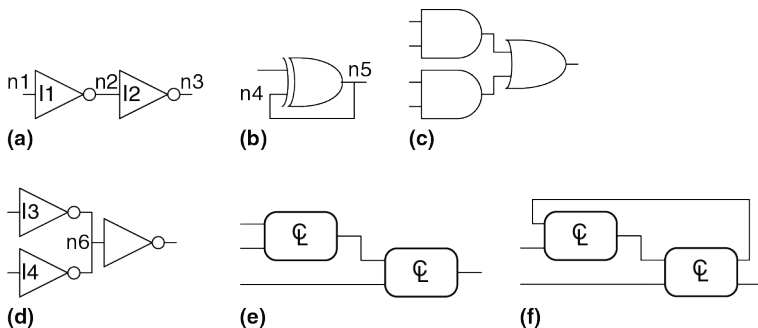 n1 I1 n2 I2 n3
(a)
n5
n4
(b)
(c)
I3
n6
I4
(d)
CL
CL
(e)
CL
CL
(f)